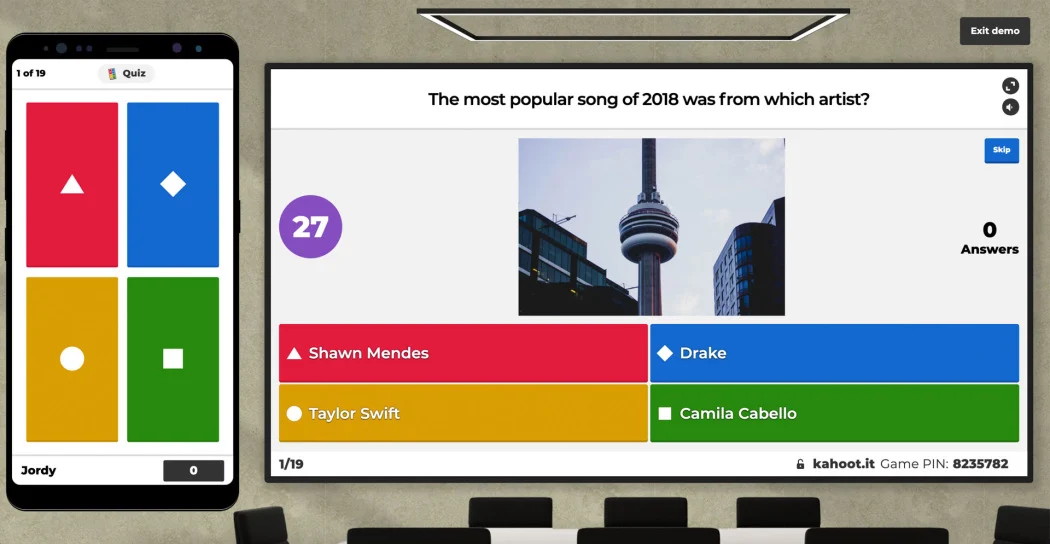 Exit demo
1 of 19
Quiz
Jordy
0
The most popular song of 2018 was from which artist?
Skip
27
0
Answers
Shawn Mendes
Drake
Taylor Swift
Camila Cabello
1/19
kahoot.it Game PIN: 8235782